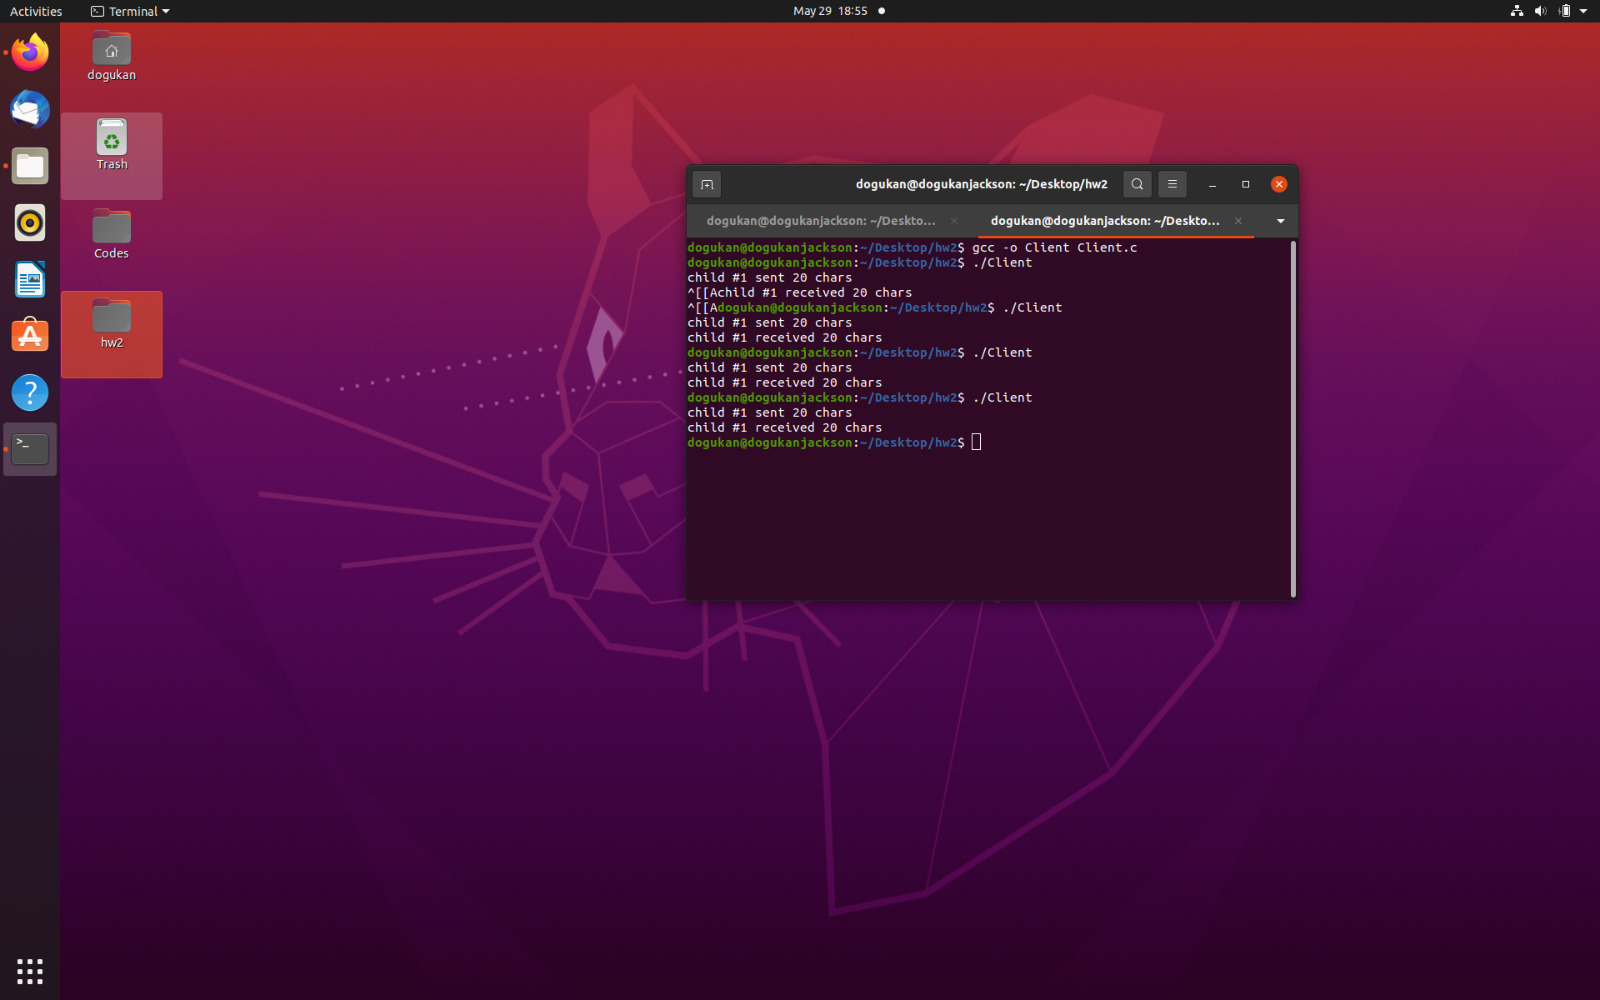 Activities
Terminal
May 29 18:55
dogukan
Trash
Codes
hw2
dogukan@dogukanjackson: ~/Desktop/hw2
dogukan@dogukanjackson: ~/Deskto...
dogukan@dogukanjackson: ~/Deskto...
dogukan@dogukanjackson:~/Desktop/hw2$ gcc -o Client Client.c
dogukan@dogukanjackson:~/Desktop/hw2$ ./Client
child #1 sent 20 chars
^[[Achild #1 received 20 chars
^[[Adogukan@dogukanjackson:~/Desktop/hw2$ ./Client
child #1 sent 20 chars
child #1 received 20 chars
dogukan@dogukanjackson:~/Desktop/hw2$ ./Client
child #1 sent 20 chars
child #1 received 20 chars
dogukan@dogukanjackson:~/Desktop/hw2$ ./Client
child #1 sent 20 chars
child #1 received 20 chars
dogukan@dogukanjackson:~/Desktop/hw2$